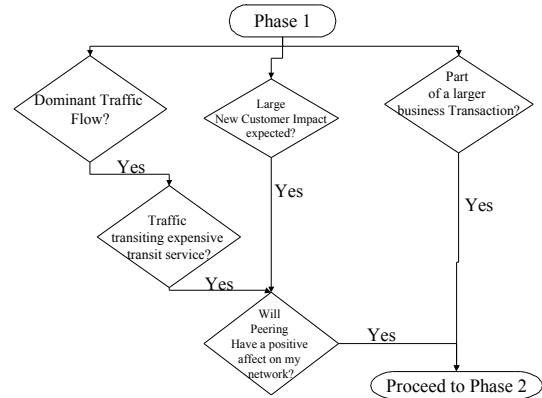 Phase 1
Dominant Traffic
Flow?
Large
New Customer Impact
expected?
Part
of a larger
business Transaction?
Yes
Yes
Yes
Traffic
transiting expensive
transit service?
Yes
Will
Peering
Have a positive
affect on my
network?
Yes
Proceed to Phase 2